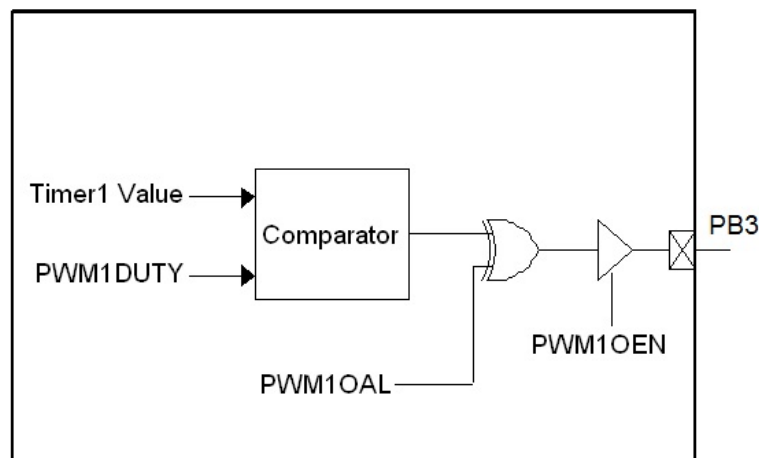 Timer1 Value
PB3
Comparator
PWM1DUTY
PWM1OEN
PWM1OAL